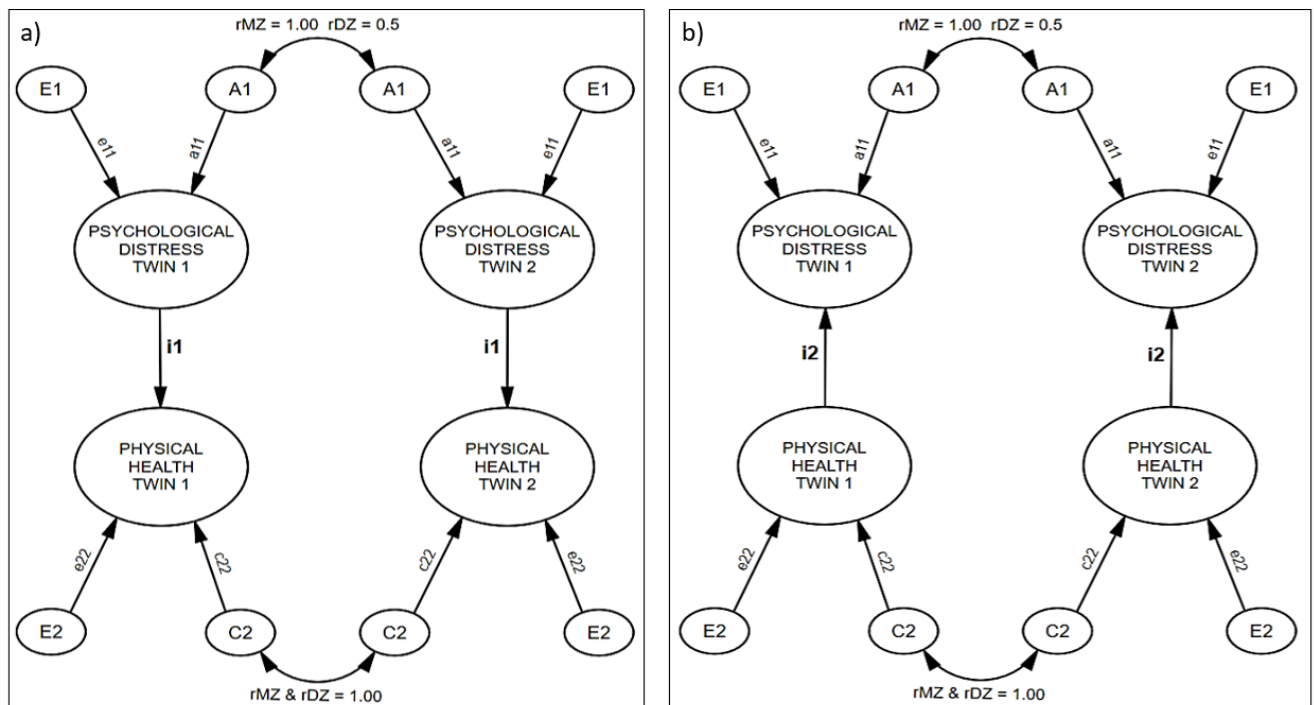 a)
rMZ = 1.00 rDZ = 0.5
E1
A1
A1
E1
e11
a11
a11
e11
PSYCHOLOGICAL
DISTRESS
TWIN 1
PSYCHOLOGICAL
DISTRESS
TWIN 2
i1
i1
PHYSICAL
HEALTH
TWIN 1
PHYSICAL
HEALTH
TWIN 2
e22
c22
c22
e22
E2
C2
C2
E2
rMZ & rDZ = 1.00
b)
rMZ = 1.00 rDZ = 0.5
E1
A1
A1
E1
e11
a11
a11
e11
PSYCHOLOGICAL
DISTRESS
TWIN 1
PSYCHOLOGICAL
DISTRESS
TWIN 2
i2
i2
PHYSICAL
HEALTH
TWIN 1
PHYSICAL
HEALTH
TWIN 2
e22
c22
c22
e22
E2
C2
C2
E2
rMZ & rDZ = 1.00